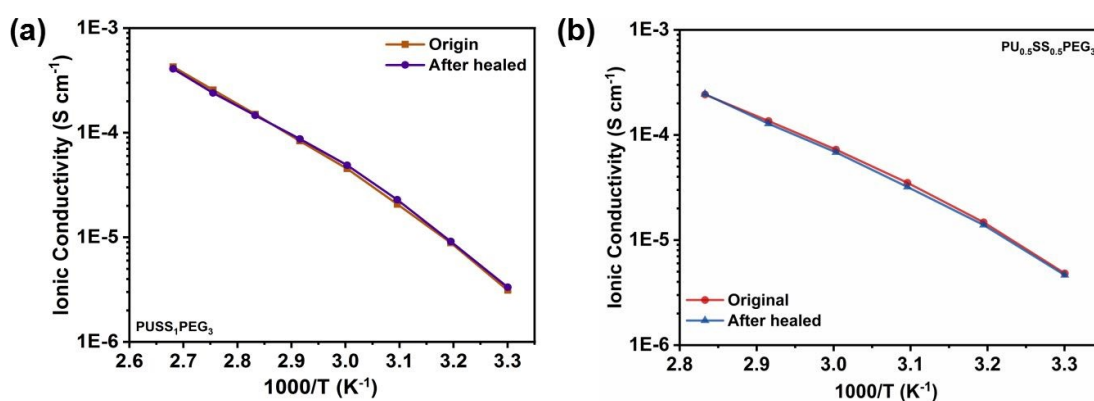 (a)
1E-3
1E-4
1E-5
1E-6
Ionic Conductivity (S cm⁻¹)
Origin
After healed
PUSS₁PEG₃
2.6 2.7 2.8 2.9 3.0 3.1 3.2 3.3
1000/T (K⁻¹)
(b)
1E-3
1E-4
1E-5
1E-6
Ionic Conductivity (S cm⁻¹)
PU₀.₅SS₀.₅PEG₃
Original
After healed
2.8 2.9 3.0 3.1 3.2 3.3
1000/T (K⁻¹)